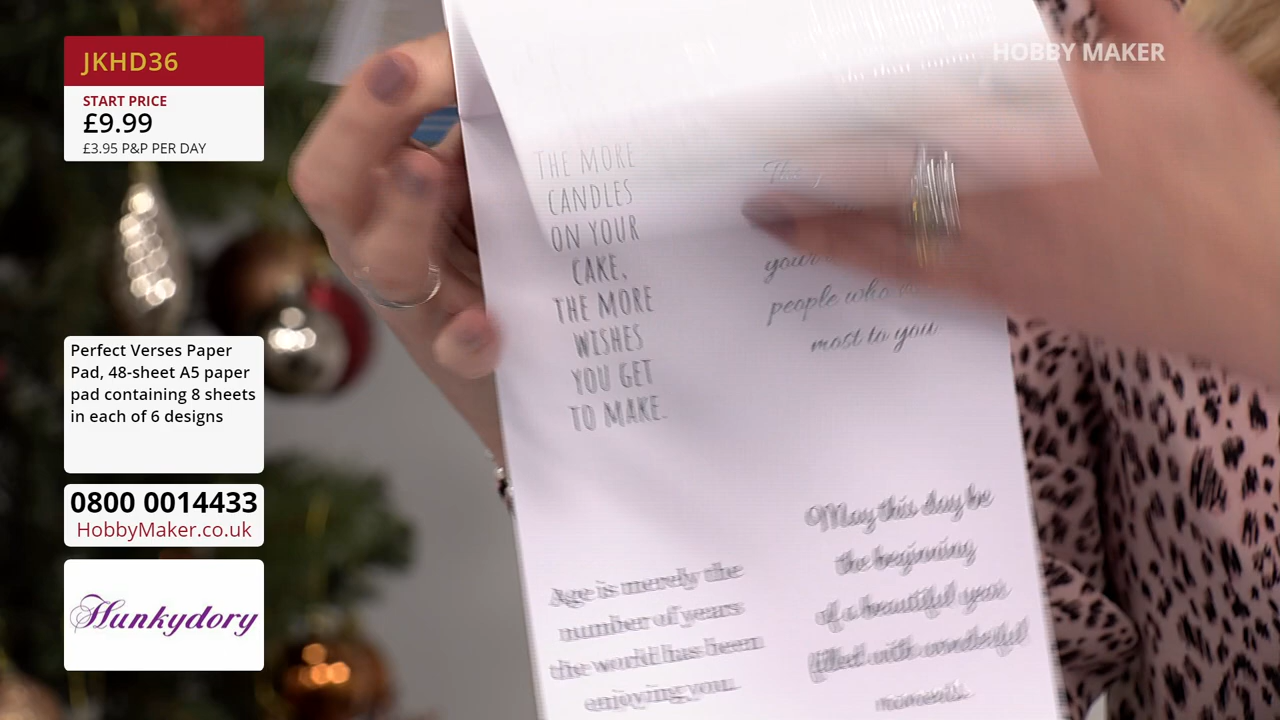 JKHD36
START PRICE
£9.99
£3.95 P&P PER DAY
HOBBY MAKER
THE MORE
CANDLES
ON YOUR
CAKE,
THE MORE
WISHES
YOU GET
TO MAKE.
people who
most to you
Perfect Verses Paper
Pad, 48-sheet A5 paper
pad containing 8 sheets
in each of 6 designs
0800 0014433
HobbyMaker.co.uk
Hunkydory
Age is merely the
number of years
the world has been
enjoying you.
May this day be
the beginning
of a beautiful year
filled with wonderful
moments.